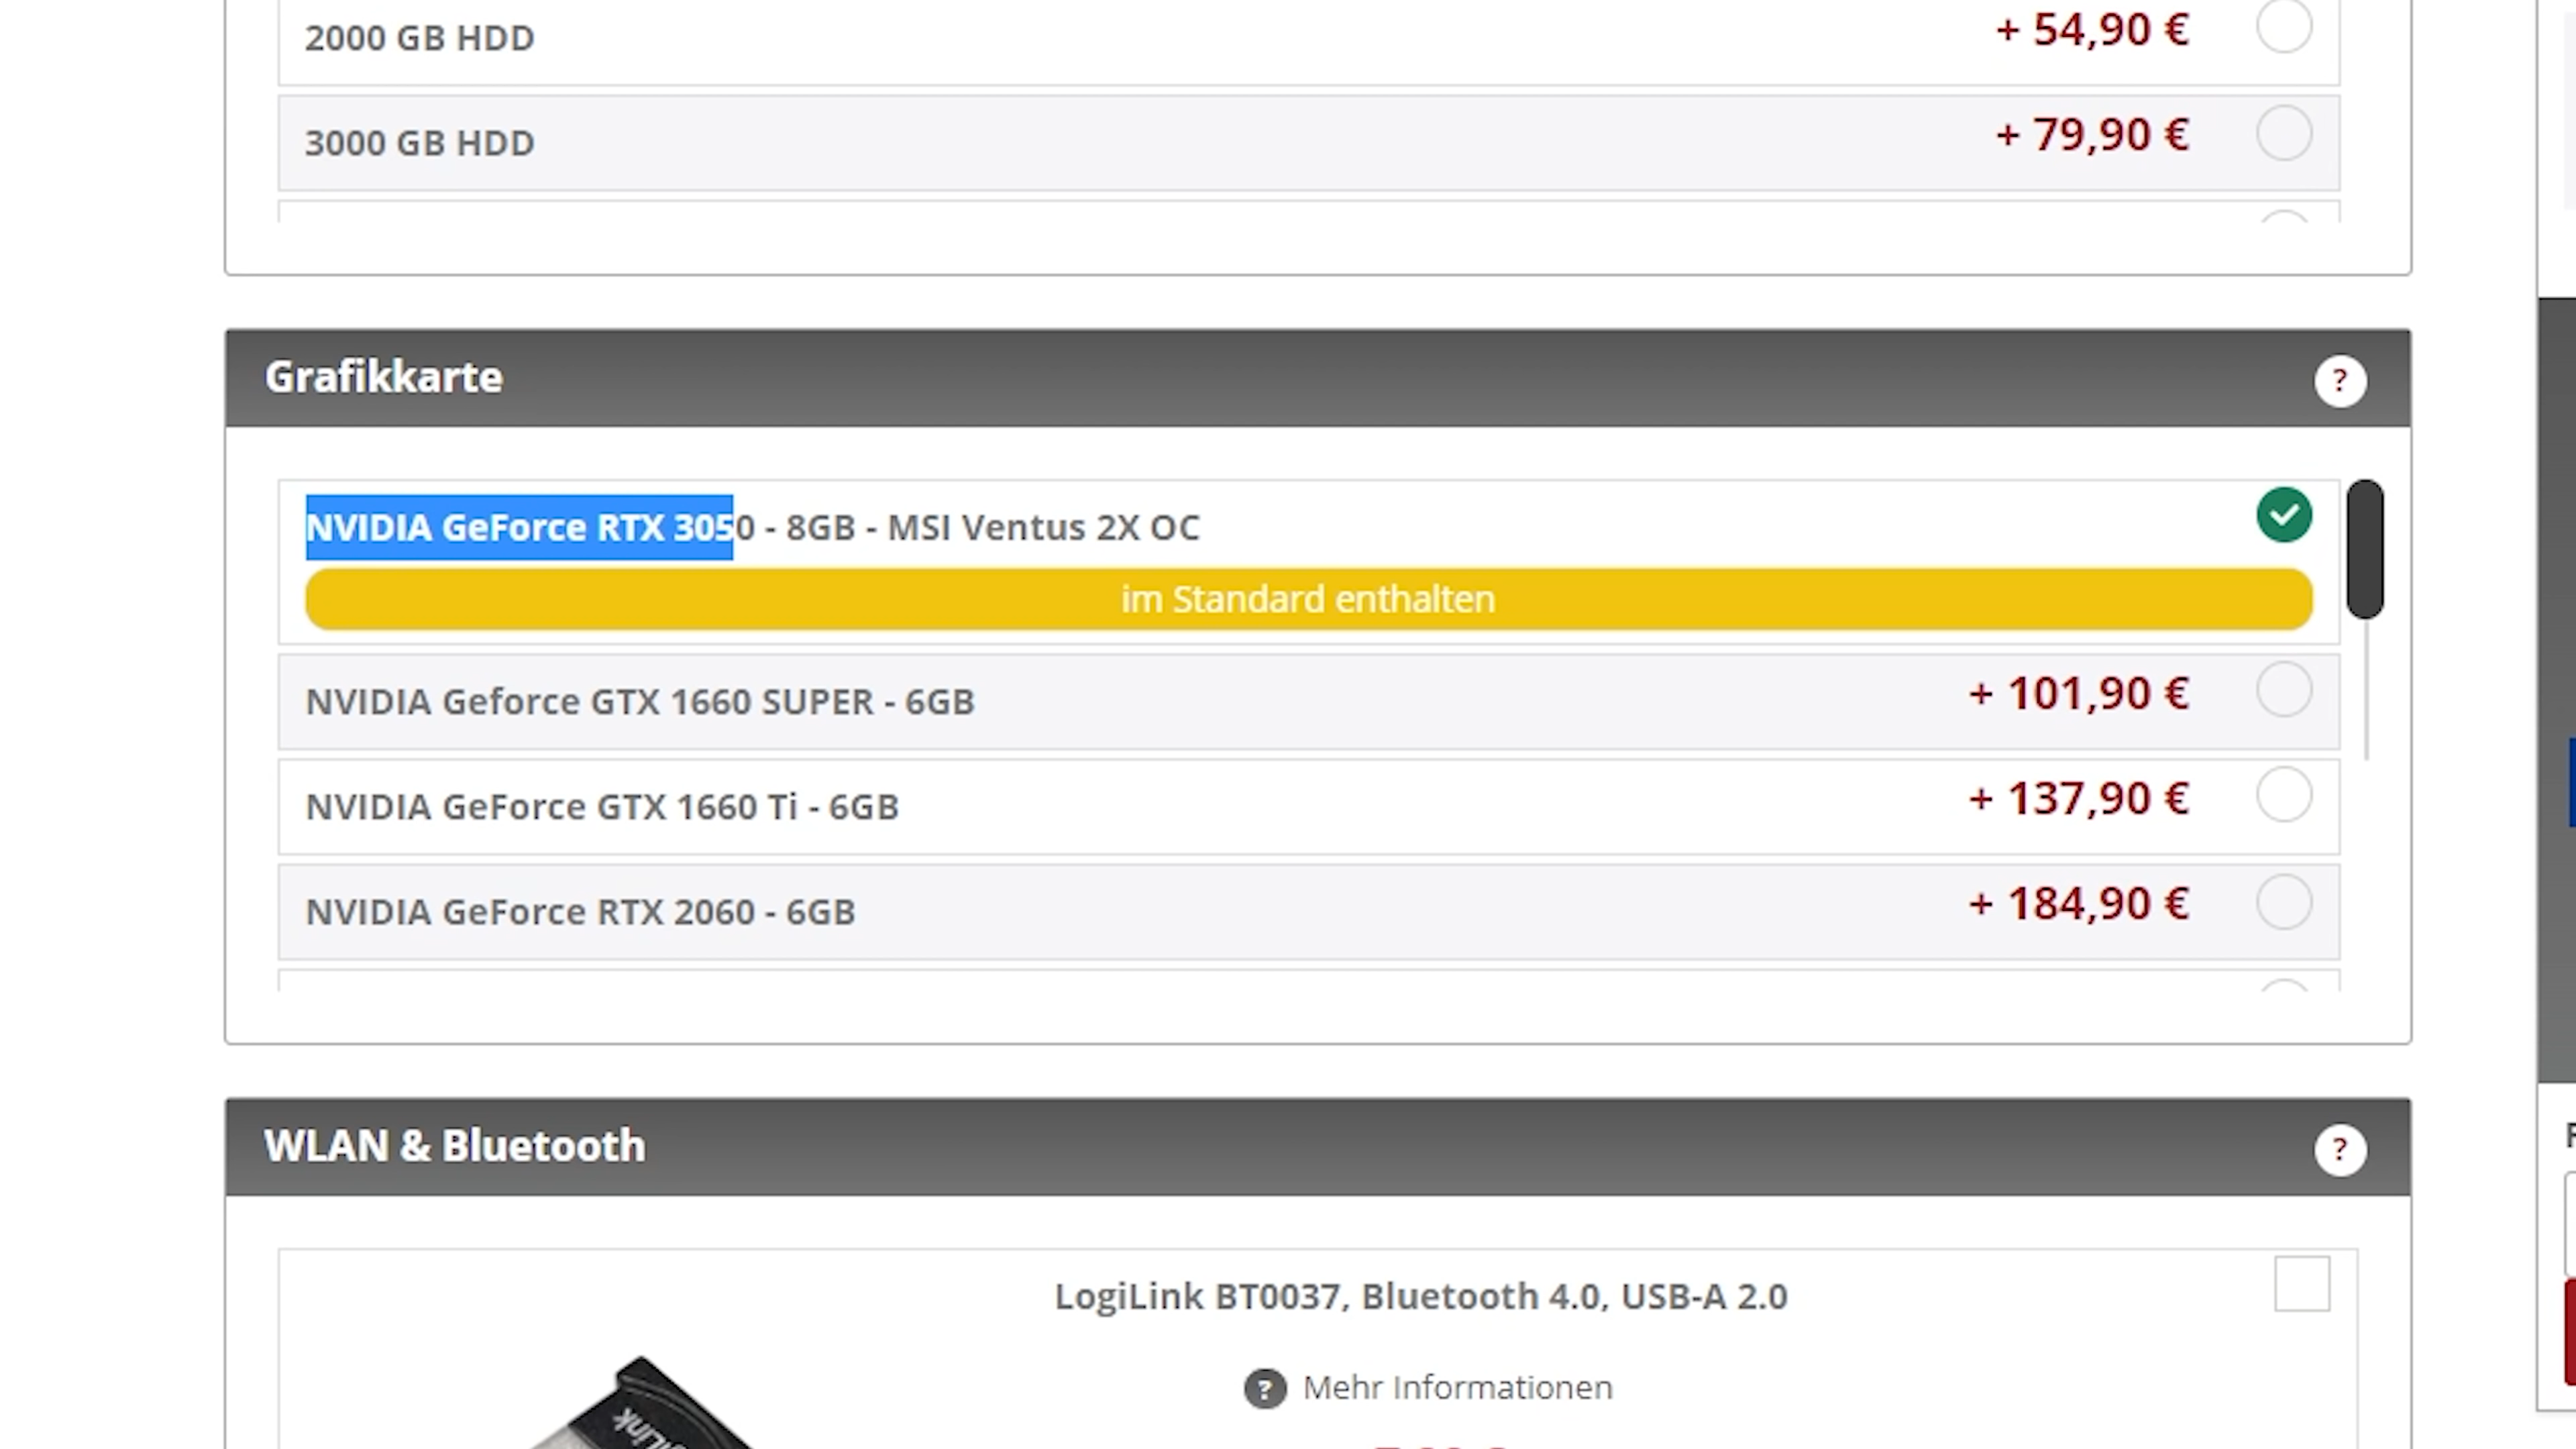 2000 GB HDD
+ 54,90 €
3000 GB HDD
+ 79,90 €
Grafikkarte
?
NVIDIA GeForce RTX 3050 - 8GB - MSI Ventus 2X OC
im Standard enthalten
NVIDIA Geforce GTX 1660 SUPER - 6GB
+ 101,90 €
NVIDIA GeForce GTX 1660 Ti - 6GB
+ 137,90 €
NVIDIA GeForce RTX 2060 - 6GB
+ 184,90 €
WLAN & Bluetooth
?
LogiLink BT0037, Bluetooth 4.0, USB-A 2.0
? Mehr Informationen